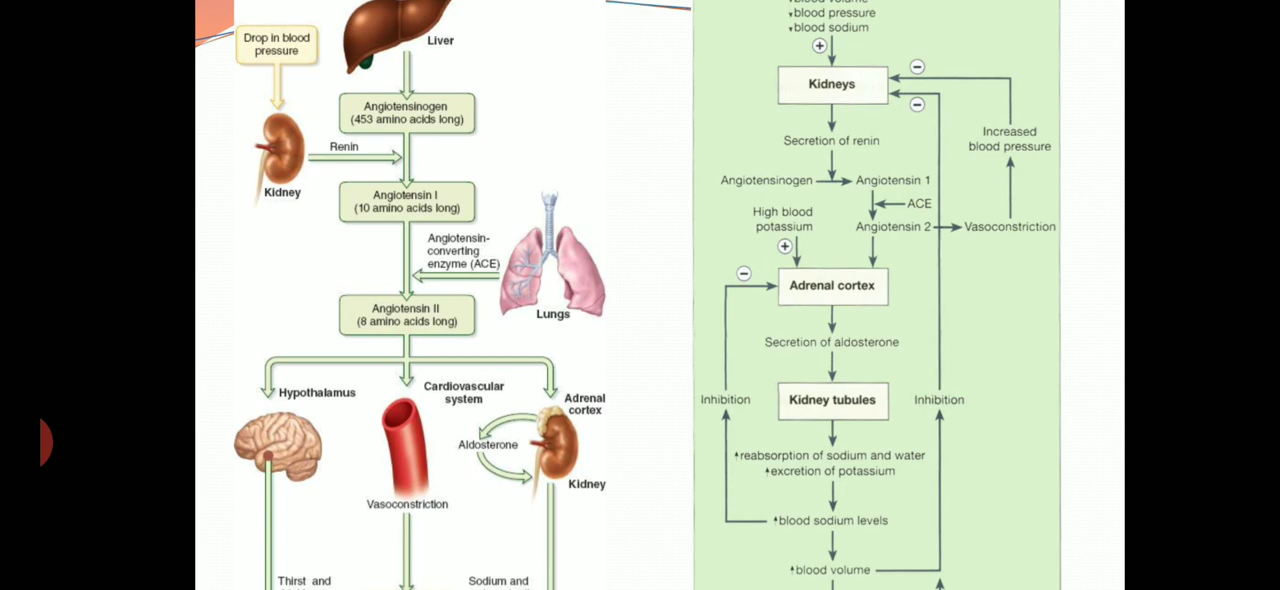 Drop in blood
pressure
Liver
Angiotensinogen
(453 amino acids long)
Renin
Kidney
Angiotensin I
(10 amino acids long)
Angiotensin-
converting
enzyme (ACE)
Lungs
Angiotensin II
(8 amino acids long)
Hypothalamus
Cardiovascular
system
Adrenal
cortex
Aldosterone
Kidney
Vasoconstriction
Thirst and
Sodium and
blood volume
blood pressure
blood sodium
+
−
Kidneys
−
Secretion of renin
Increased
blood pressure
Angiotensinogen
Angiotensin 1
ACE
High blood
potassium
Angiotensin 2
Vasoconstriction
+
−
Adrenal cortex
Secretion of aldosterone
Inhibition
Kidney tubules
Inhibition
reabsorption of sodium and water
excretion of potassium
blood sodium levels
blood volume